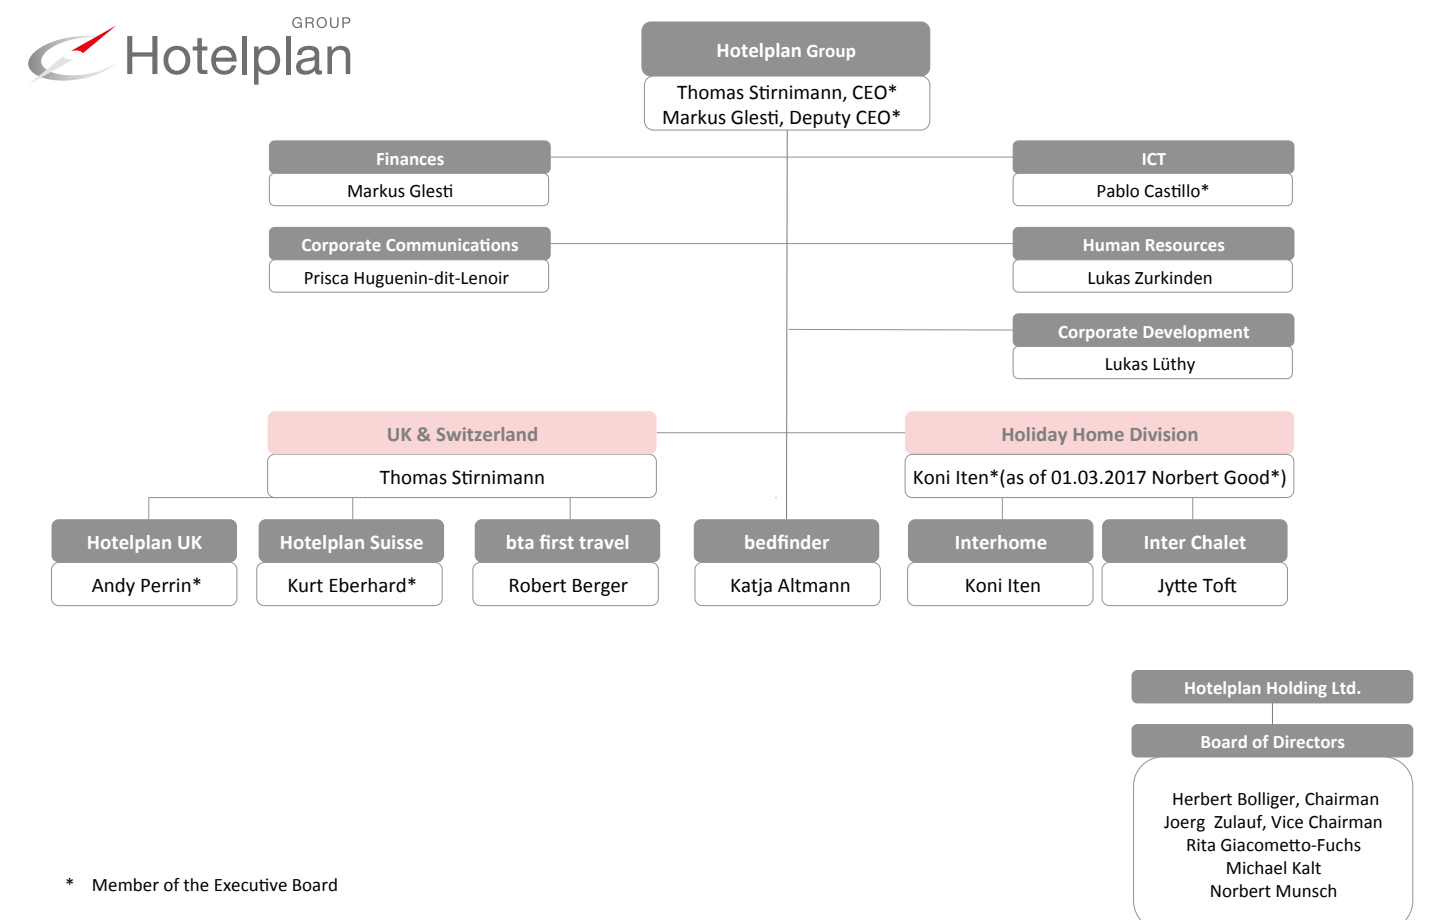 GROUP
Hotelplan
Hotelplan Group
Thomas Stirnimann, CEO*
Markus Glesti, Deputy CEO*
Finances
Markus Glesti
ICT
Pablo Castillo*
Corporate Communications
Prisca Huguenin-dit-Lenoir
Human Resources
Lukas Zurkinden
Corporate Development
Lukas Lüthy
UK & Switzerland
Thomas Stirnimann
Holiday Home Division
Koni Iten*(as of 01.03.2017 Norbert Good*)
Hotelplan UK
Andy Perrin*
Hotelplan Suisse
Kurt Eberhard*
bta first travel
Robert Berger
bedfinder
Katja Altmann
Interhome
Koni Iten
Inter Chalet
Jytte Toft
Hotelplan Holding Ltd.
Board of Directors
Herbert Bolliger, Chairman
Joerg  Zulauf, Vice Chairman
Rita Giacometto-Fuchs
Michael Kalt
Norbert Munsch
* Member of the Executive Board